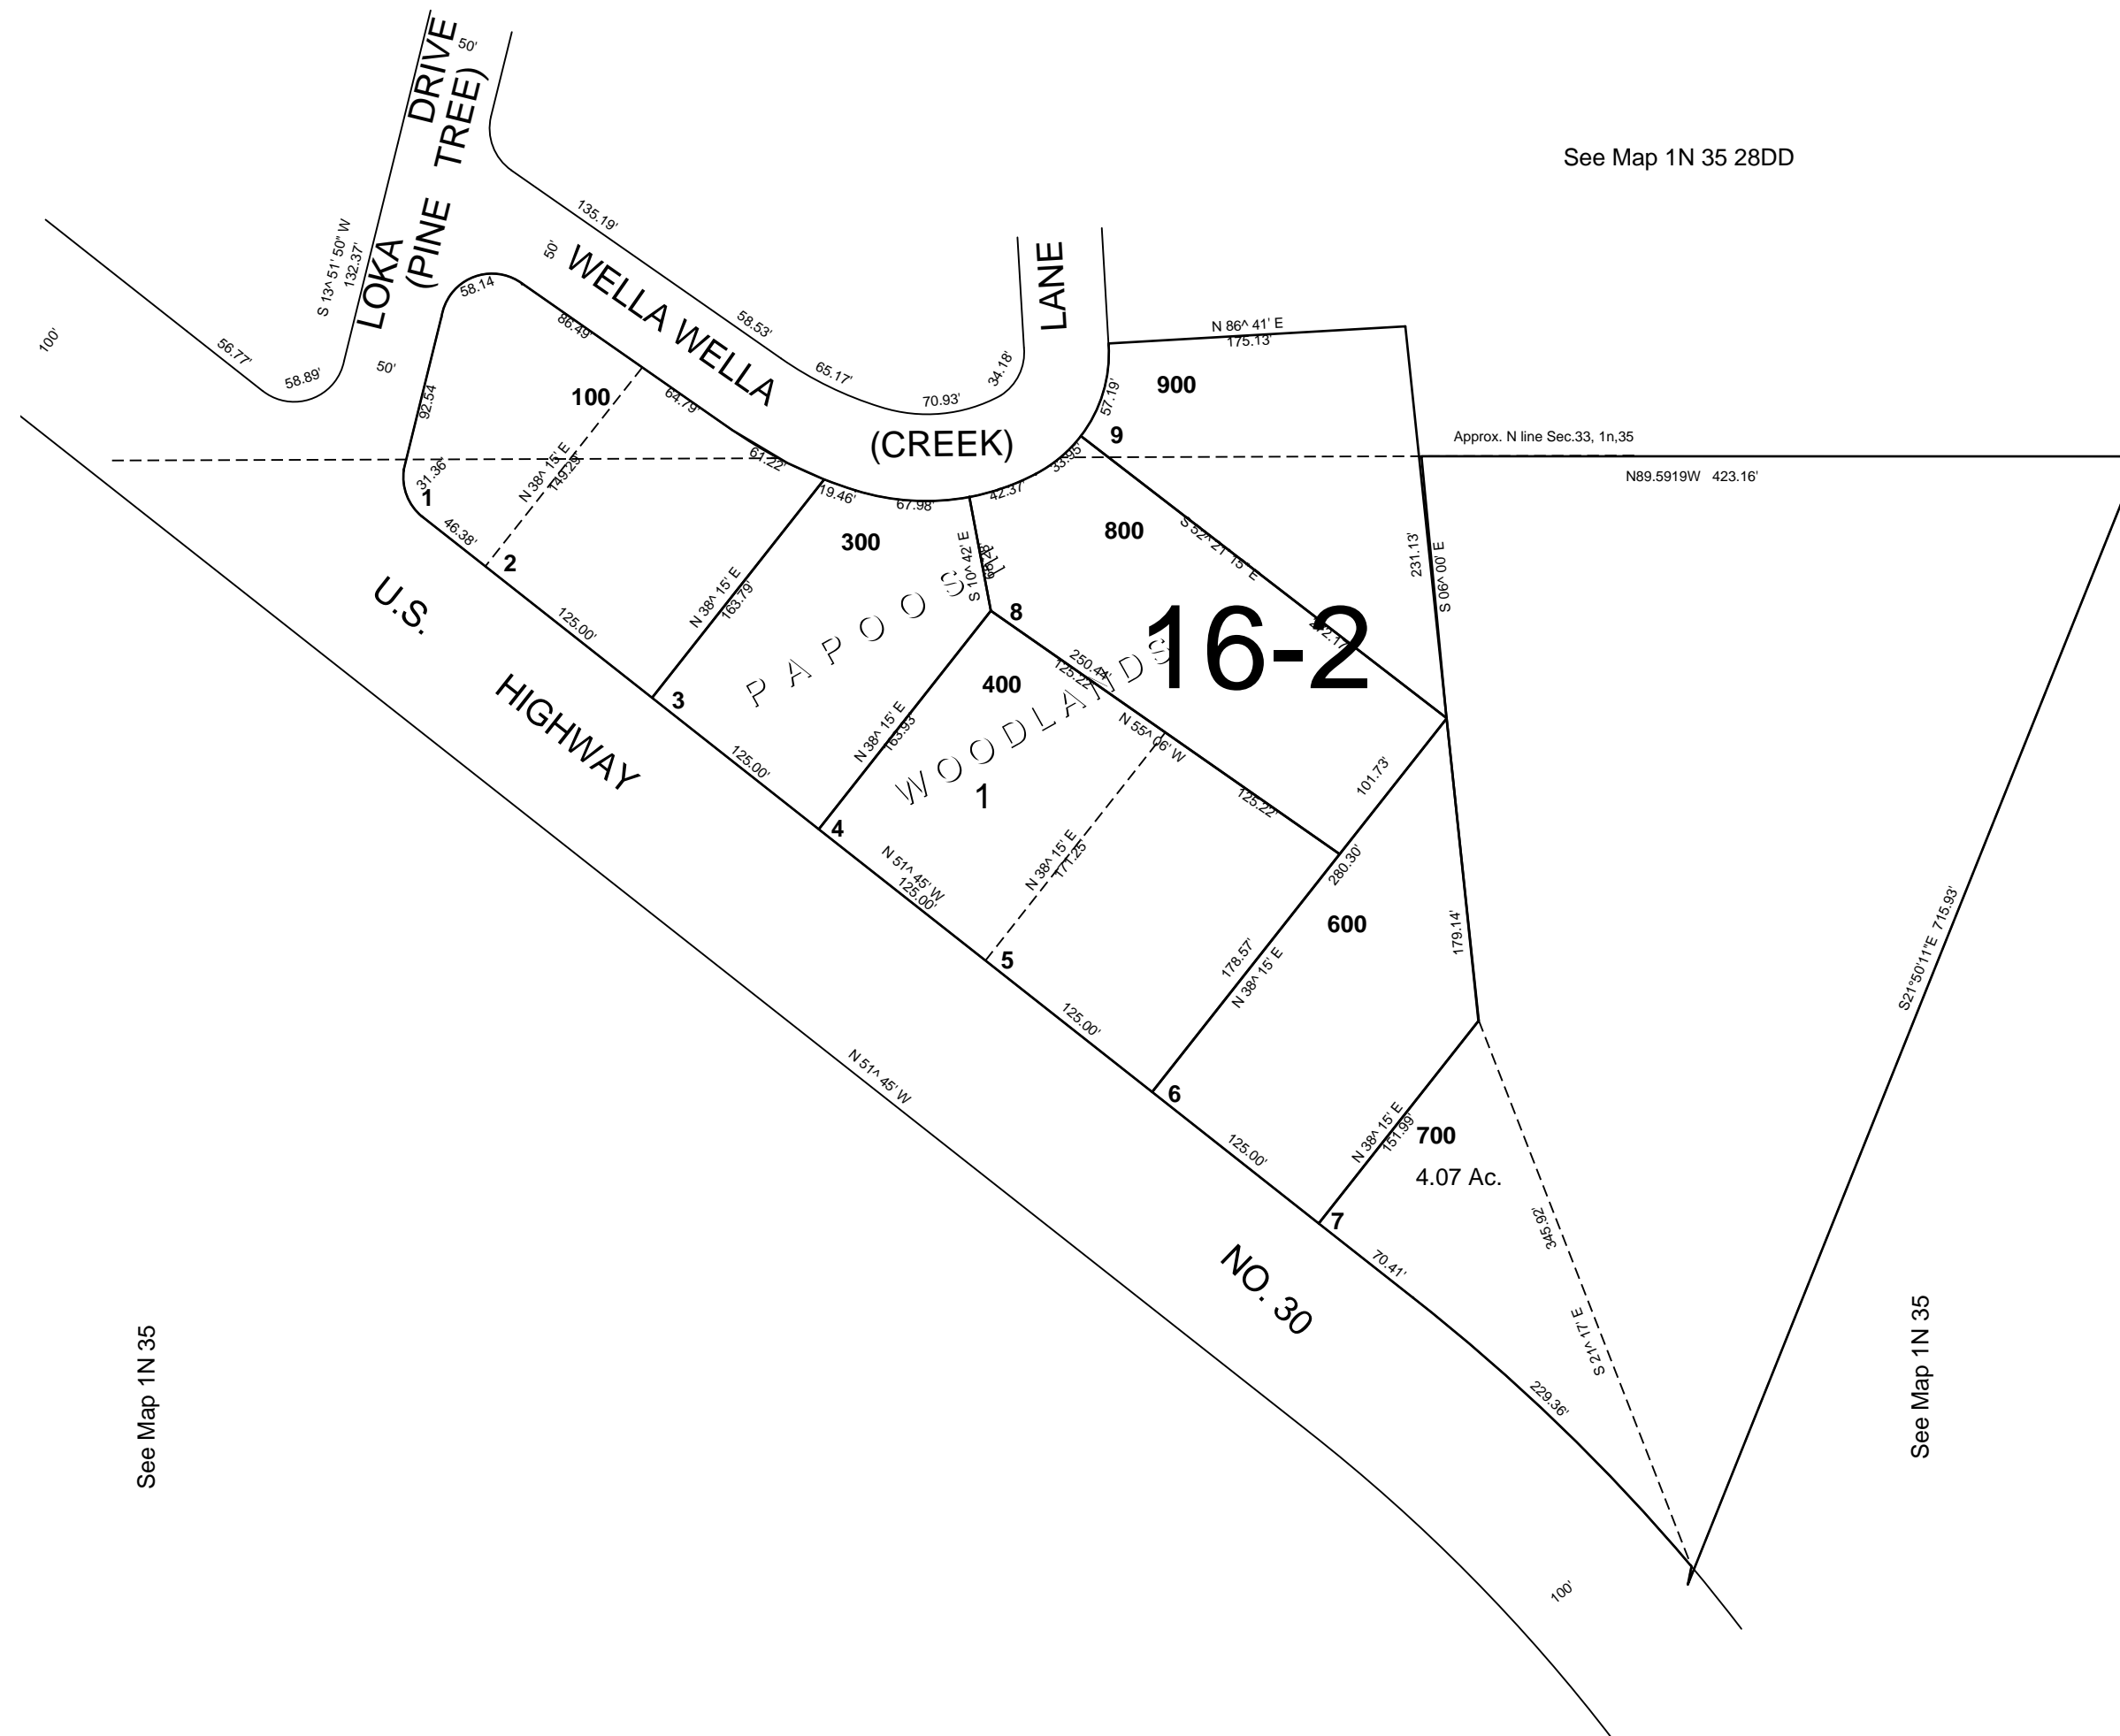 DRIVE
50'
(PINE TREE)
LOKA
See Map 1N 35 28DD
S 13^ 51' 50" W
132.37'
100'
56.77'
58.89'
50'
135.19'
50'
WELLA WELLA
58.53'
65.17'
70.93'
34.18'
LANE
(CREEK)
58.14
86.49'
92.54
100
64.79'
61.22'
31.36'
1
46.38'
N 38^ 15' E
149.29'
2
19.46'
67.98'
42.37'
33.95'
57.19'
N 86^ 41' E
175.13'
900
9
Approx. N line Sec.33, 1n,35
N89.5919W 423.16'
300
800
S 10^ 42' E
S 52^ 21' 15" E
231.13'
S 06^ 00' E
U.S.
HIGHWAY
125.00'
N 38^ 15' E
163.79'
3
PAPOOSE
8
16-2
250.44'
125.22'
400
WOODLANDS
N 55^ 06' W
1
125.00'
N 38^ 15' E
163.93'
4
101.73'
125.22'
280.30'
N 51^ 45' W
125.00'
N 38^ 15' E
171.25'
5
600
179.14'
178.57'
N 38^ 15' E
S21°50'11"E 715.93'
125.00'
N 51^ 45' W
6
125.00'
N 38^ 15' E
151.99'
700
4.07 Ac.
7
70.41'
345.92'
S 21^ 17' E
NO. 30
229.36'
100'
See Map 1N 35
See Map 1N 35